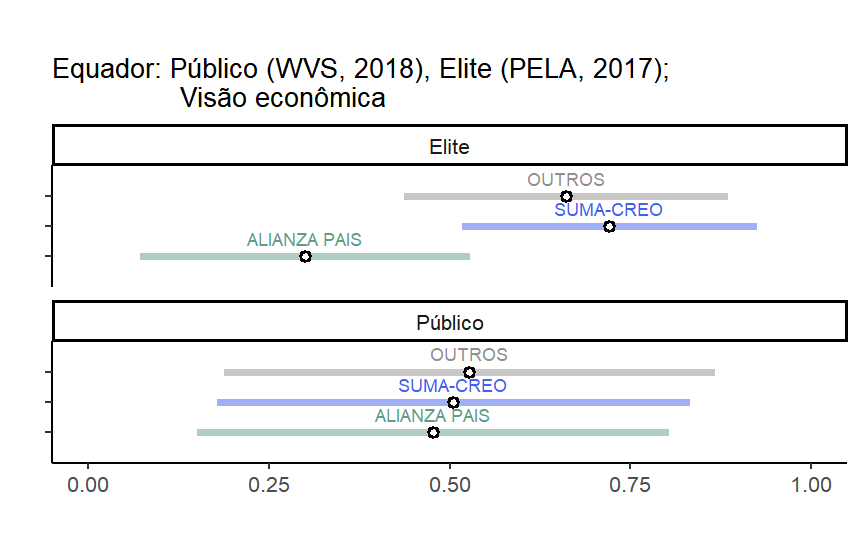 Equador: Público (WVS, 2018), Elite (PELA, 2017);
Visão econômica
Elite
OUTROS
SUMA-CREO
ALIANZA PAIS
Público
OUTROS
SUMA-CREO
ALIANZA PAIS
0.00 0.25 0.50 0.75 1.00